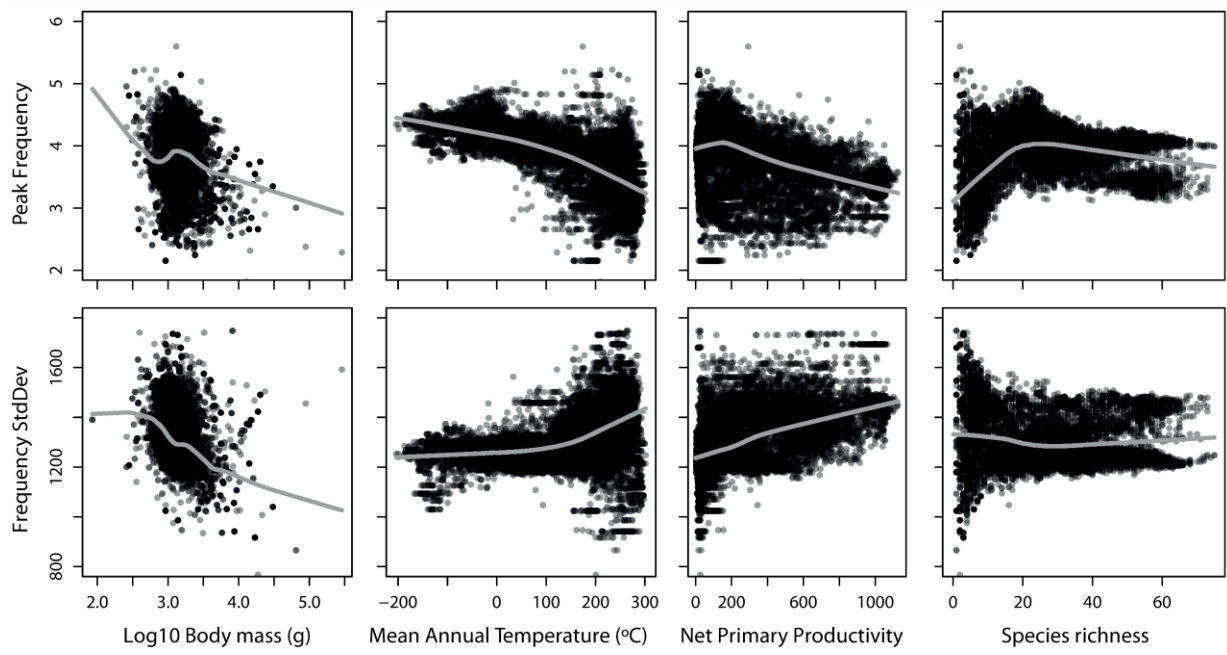 Peak Frequency
6
5
4
3
2
Frequency StdDev
1600
1200
800
2.0 3.0 4.0 5.0
−200 0 100 200 300
0 200 600 1000
0 20 40 60
Log10 Body mass (g)
Mean Annual Temperature (ºC)
Net Primary Productivity
Species richness